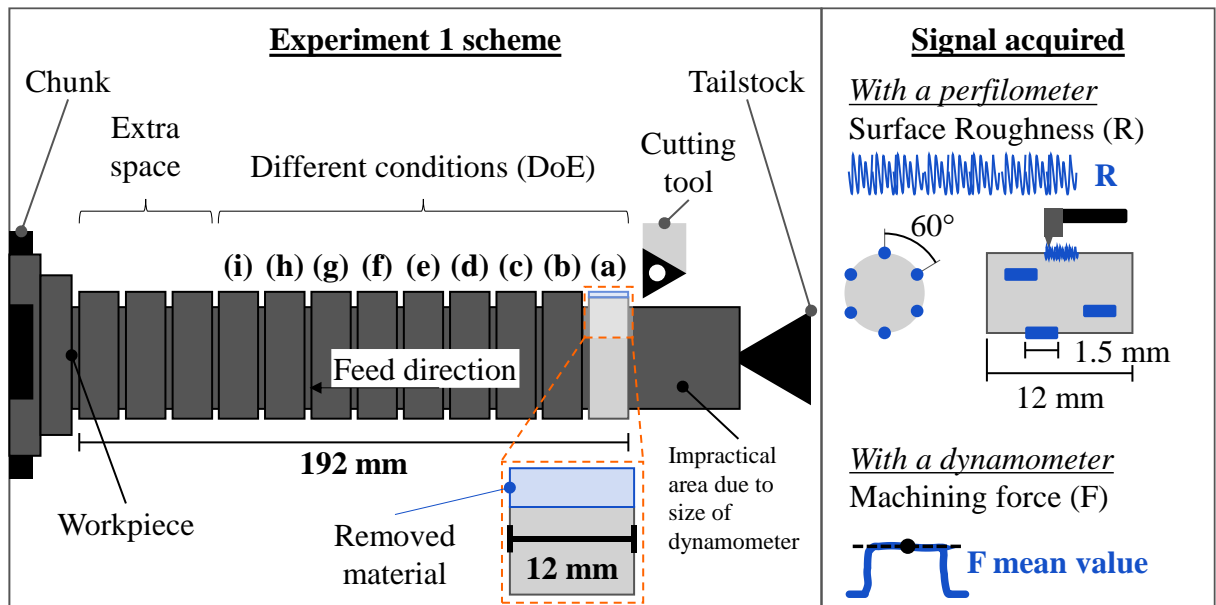 Experiment 1 scheme
Chunk
Tailstock
Extra
space
Different conditions (DoE)
Cutting
tool
(i) (h) (g) (f) (e) (d) (c) (b) (a)
Feed direction
192 mm
Workpiece
Removed
material
12 mm
Impractical
area due to
size of
dynamometer
Signal acquired
With a perfilometer
Surface Roughness (R)
R
60°
1.5 mm
12 mm
With a dynamometer
Machining force (F)
F mean value